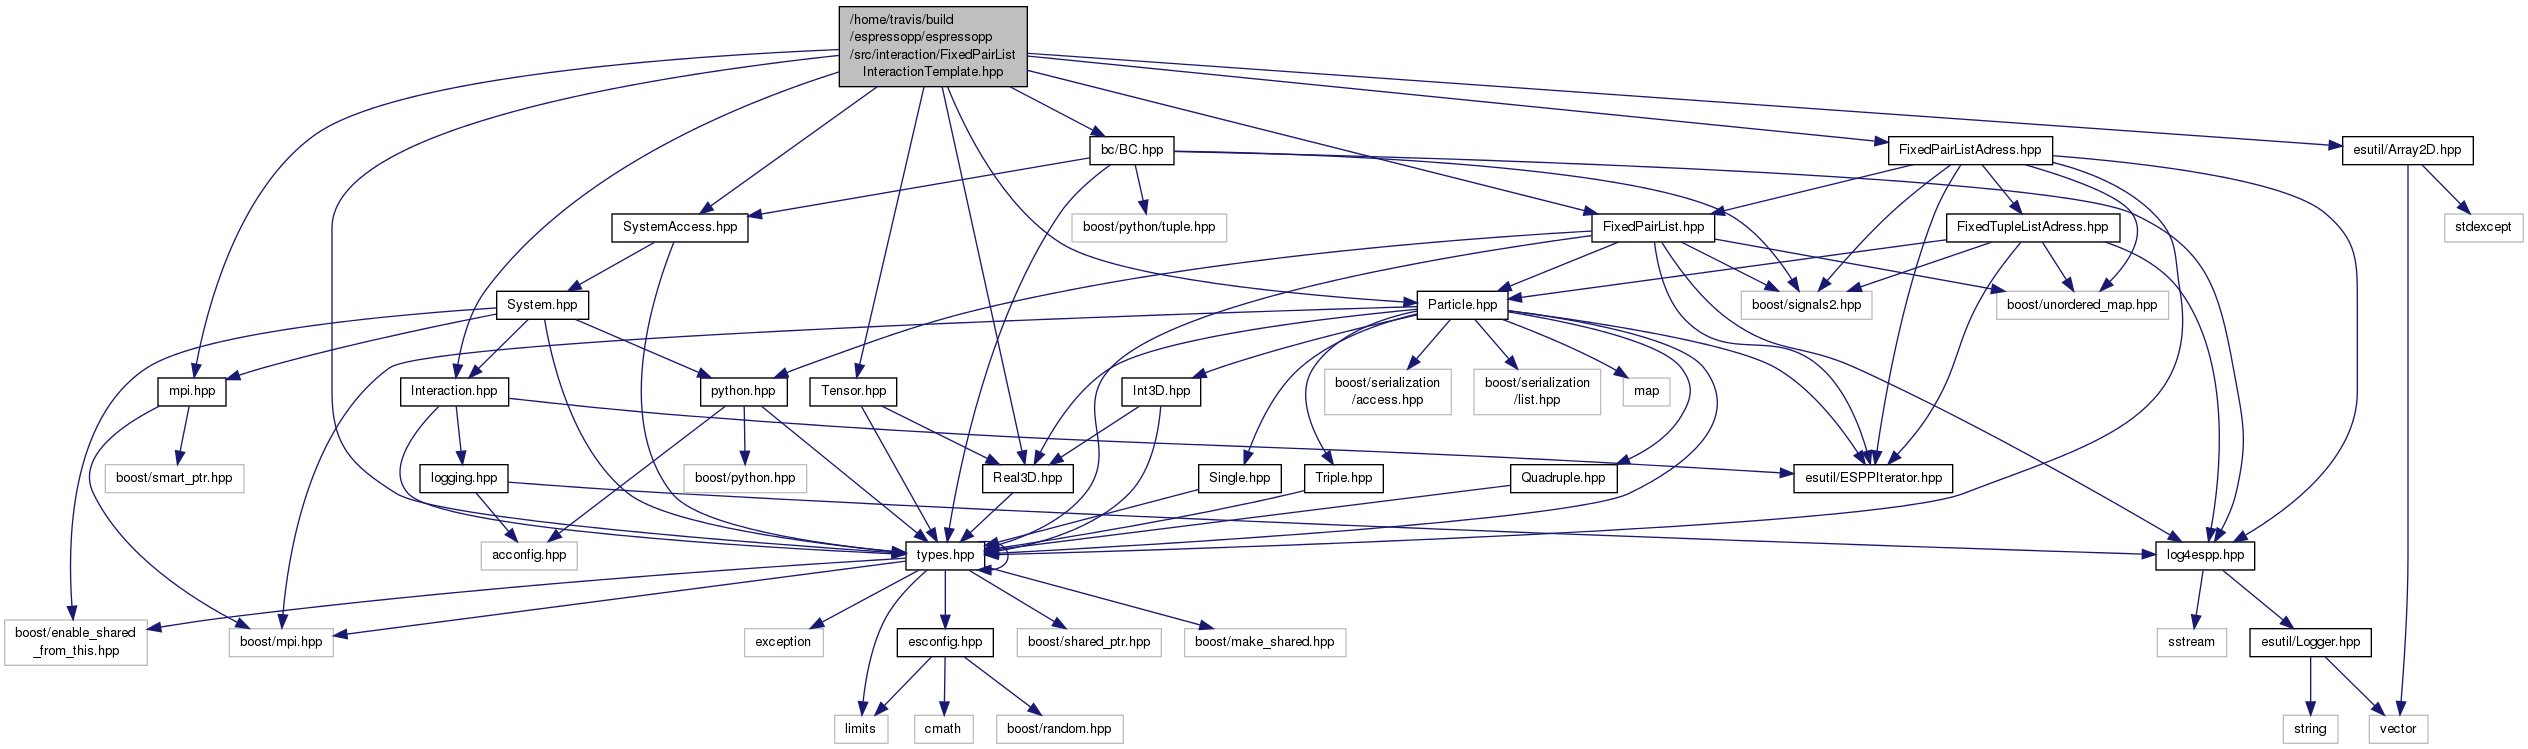 /home/travis/build
/espressopp/espressopp
/src/interaction/FixedPairList
InteractionTemplate.hpp
bc/BC.hpp
FixedPairListAdress.hpp
esutil/Array2D.hpp
SystemAccess.hpp
boost/python/tuple.hpp
FixedPairList.hpp
FixedTupleListAdress.hpp
stdexcept
System.hpp
Particle.hpp
boost/signals2.hpp
boost/unordered_map.hpp
mpi.hpp
Interaction.hpp
python.hpp
Tensor.hpp
Int3D.hpp
boost/serialization
/access.hpp
boost/serialization
/list.hpp
map
boost/smart_ptr.hpp
logging.hpp
boost/python.hpp
Real3D.hpp
Single.hpp
Triple.hpp
Quadruple.hpp
esutil/ESPPIterator.hpp
acconfig.hpp
types.hpp
log4espp.hpp
boost/enable_shared
_from_this.hpp
boost/mpi.hpp
exception
esconfig.hpp
boost/shared_ptr.hpp
boost/make_shared.hpp
sstream
esutil/Logger.hpp
limits
cmath
boost/random.hpp
string
vector